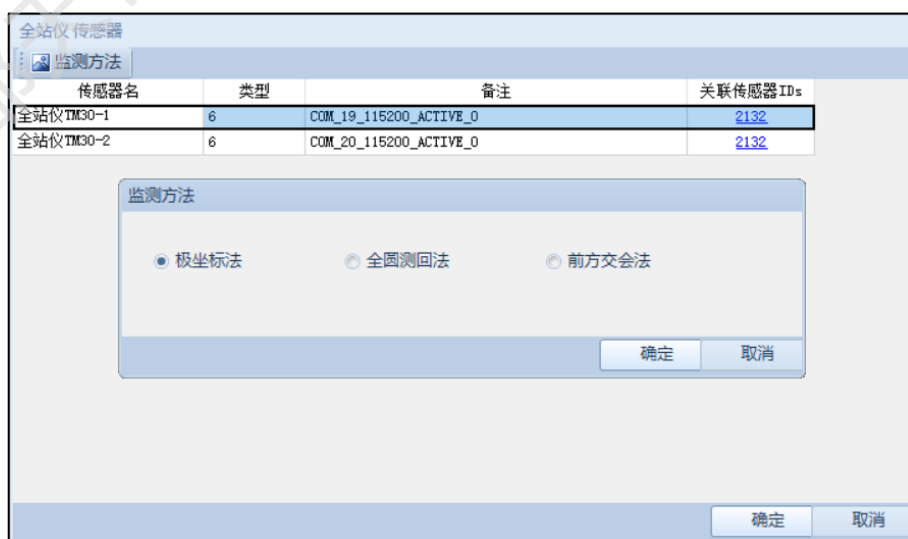 全站仪 传感器
监测方法
传感器名 类型 备注 关联传感器IDs
全站仪TM30-1 6 COM_19_115200_ACTIVE_0 2132
全站仪TM30-2 6 COM_20_115200_ACTIVE_0 2132
监测方法
极坐标法 全圆测回法 前方交会法
确定 取消
确定 取消